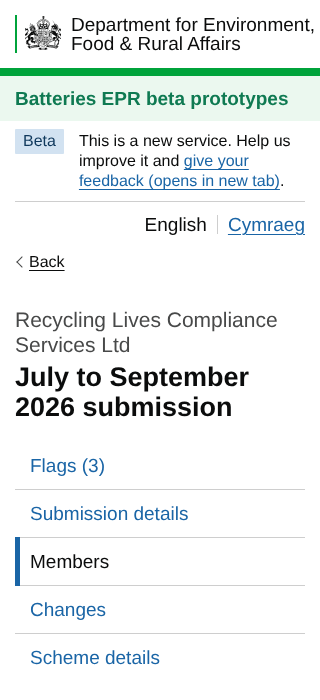 Department for Environment,
Food & Rural Affairs
Batteries EPR beta prototypes
Beta
This is a new service. Help us
improve it and give your
feedback (opens in new tab).
English
Cymraeg
Back
Recycling Lives Compliance
Services Ltd
July to September
2026 submission
Flags (3)
Submission details
Members
Changes
Scheme details